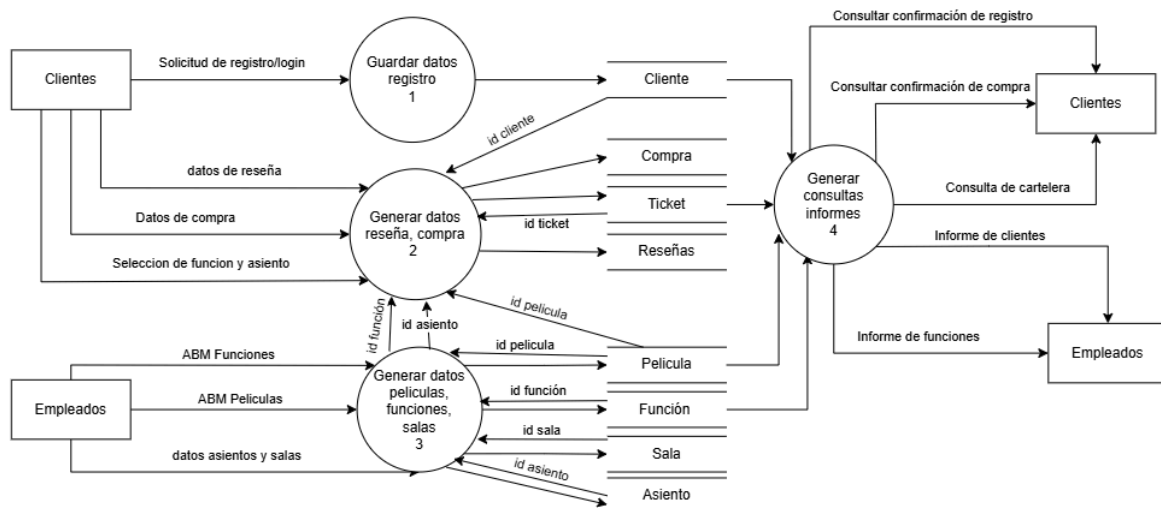 Consultar confirmación de registro
Clientes
Solicitud de registro/login
Guardar datos
registro
1
Cliente
Consultar confirmación de compra
Clientes
id cliente
Compra
datos de reseña
Generar datos
reseña, compra
2
Ticket
id ticket
Generar
consultas
informes
4
Consulta de cartelera
Datos de compra
Reseñas
Informe de clientes
Seleccion de funcion y asiento
id función
id asiento
id pelicula
ABM Funciones
id pelicula
Pelicula
Informe de funciones
Empleados
Generar datos
peliculas,
funciones,
salas
3
Empleados
ABM Peliculas
id función
Función
id sala
Sala
datos asientos y salas
id asiento
Asiento